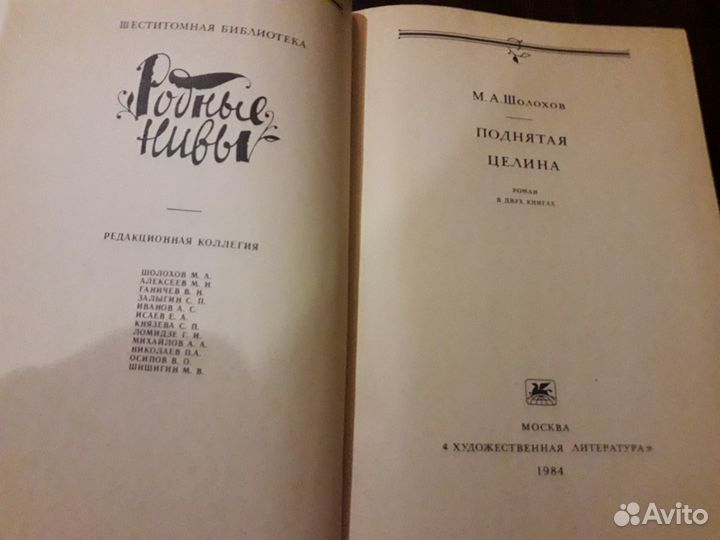 ШЕСТИТОМНАЯ БИБЛИОТЕКА
Родные
нивы
РЕДАКЦИОННАЯ КОЛЛЕГИЯ
ШОЛОХОВ М. А.
АЛЕКСЕЕВ М. Н.
ГАНИЧЕВ В. Н.
ЗАЛЫГИН С. П.
ИВАНОВ А. С.
ИСАЕВ Е. А.
КНЯЗЕВА С. П.
ЛОМИДЗЕ Г. И.
МИХАЙЛОВ А. А.
НИКОЛАЕВ П.А.
ОСИПОВ В. О.
ШИШИГИН М. В.
М. А. ШОЛОХОВ
ПОДНЯТАЯ
ЦЕЛИНА
РОМАН
В ДВУХ КНИГАХ
МОСКВА
«ХУДОЖЕСТВЕННАЯ ЛИТЕРАТУРА»
1984
Avito